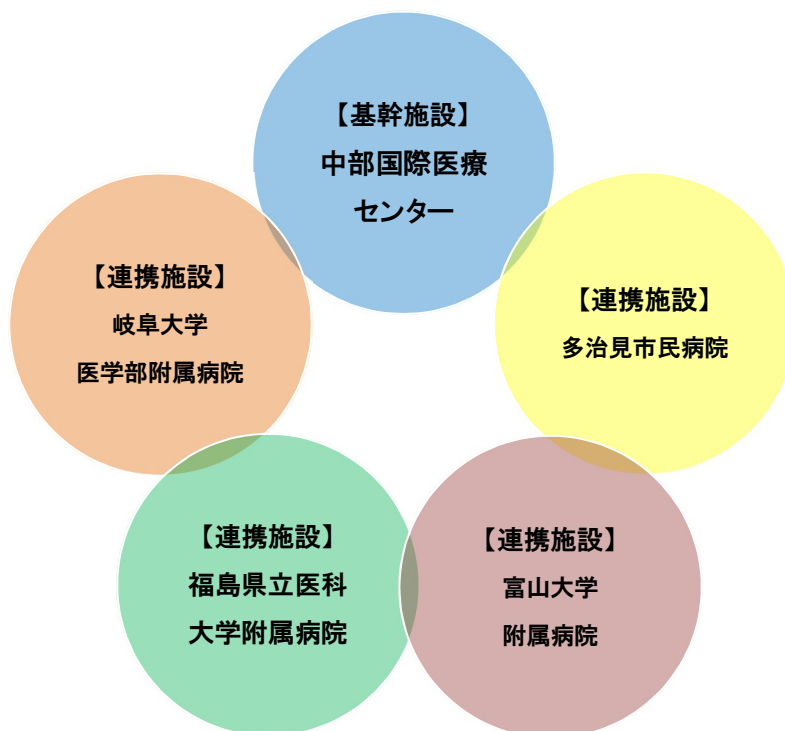 【基幹施設】
中部国際医療
センター
【連携施設】
岐阜大学
医学部附属病院
【連携施設】
多治見市民病院
【連携施設】
福島県立医科
大学附属病院
【連携施設】
富山大学
附属病院